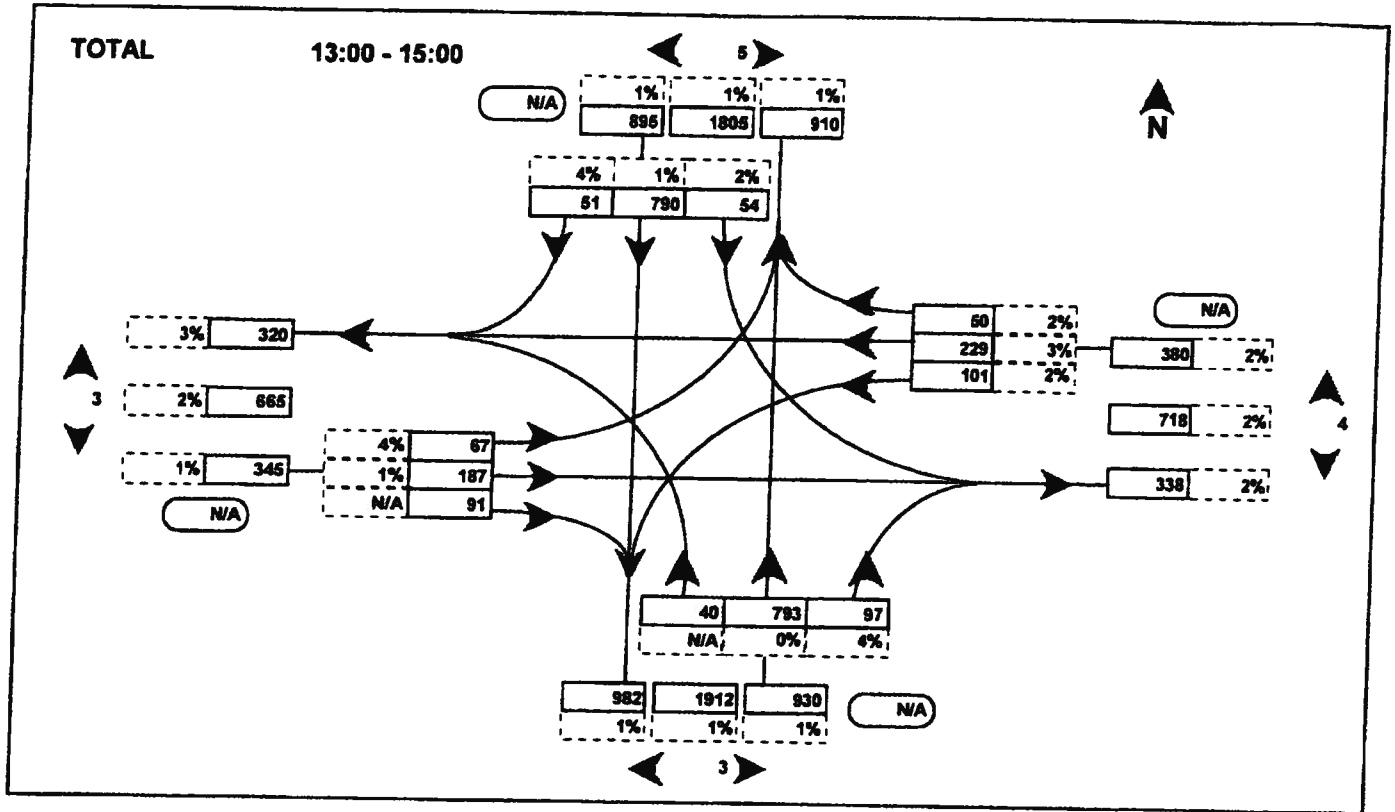 TOTAL 13:00 - 15:00 5
N/A 1% 1% 1%
895 1805 910
N
4% 1% 2%
51 790 54
3% 320
50 2%
N/A
229 3% 380 2%
101 2%
3
2% 665
718 2%
4
4% 67
1% 345 1% 187
338 2%
N/A 91
N/A
40 793 97
N/A 0% 4%
982 1912 930 N/A
1% 1% 1%
3